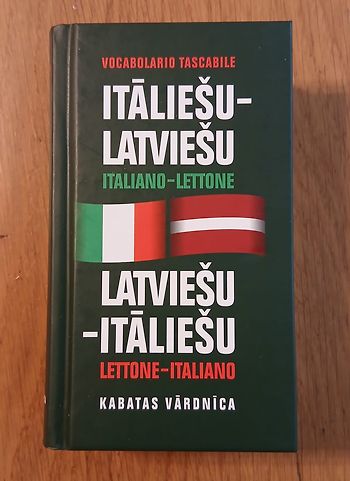 VOCABOLARIO TASCABILE
ITĀLIEŠU–
LATVIEŠU
ITALIANO–LETTONE
LATVIEŠU
–ITĀLIEŠU
LETTONE–ITALIANO
KABATAS VĀRDNĪCA